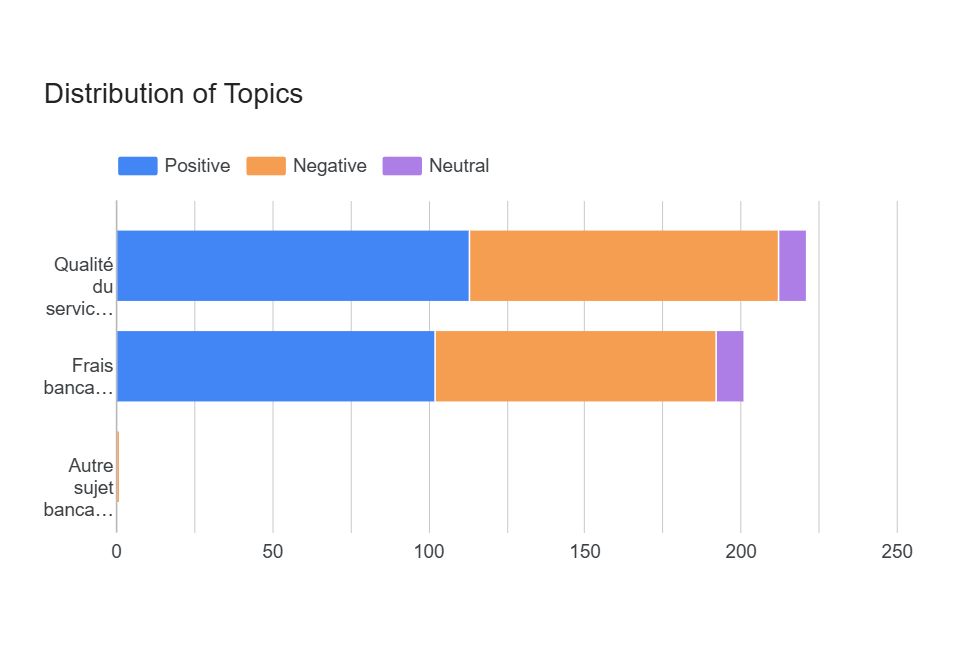 Distribution of Topics
Positive
Negative
Neutral
Qualité
du
servic…
Frais
banca…
Autre
sujet
banca…
0
50
100
150
200
250